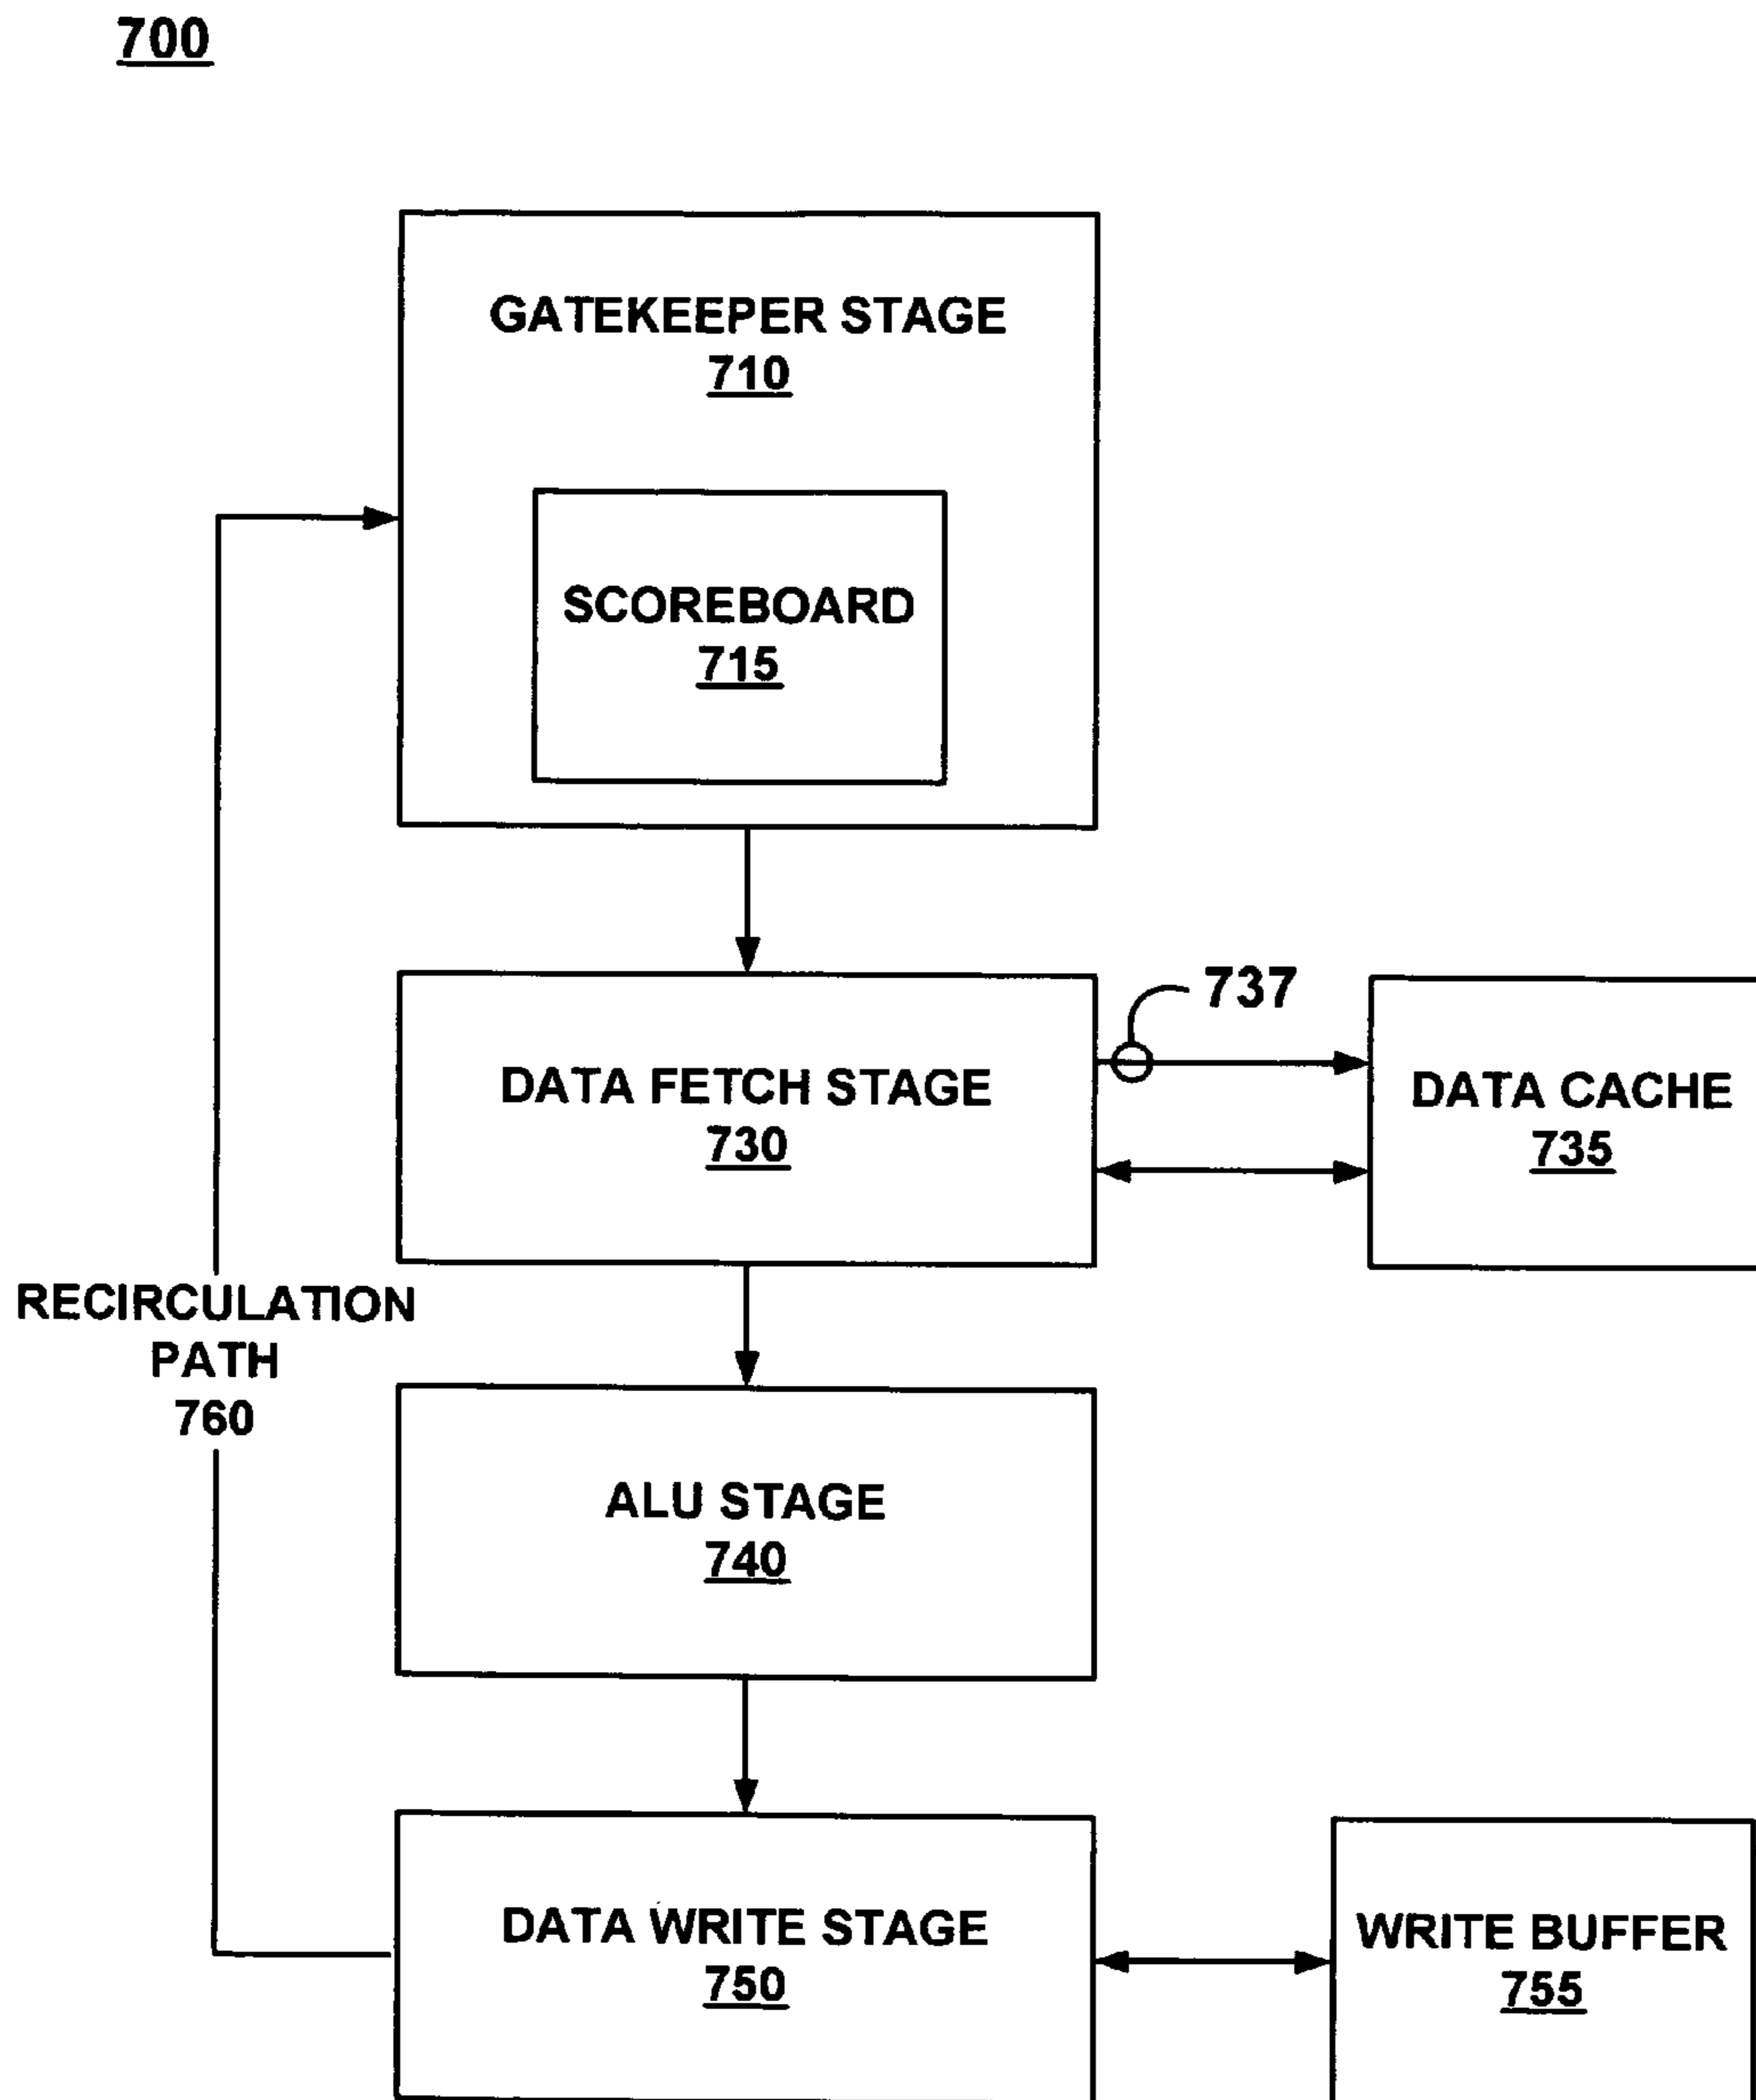 700
GATEKEEPER STAGE
710
SCOREBOARD
715
737
DATA FETCH STAGE
730
DATA CACHE
735
RECIRCULATION
PATH
760
ALU STAGE
740
DATA WRITE STAGE
750
WRITE BUFFER
755